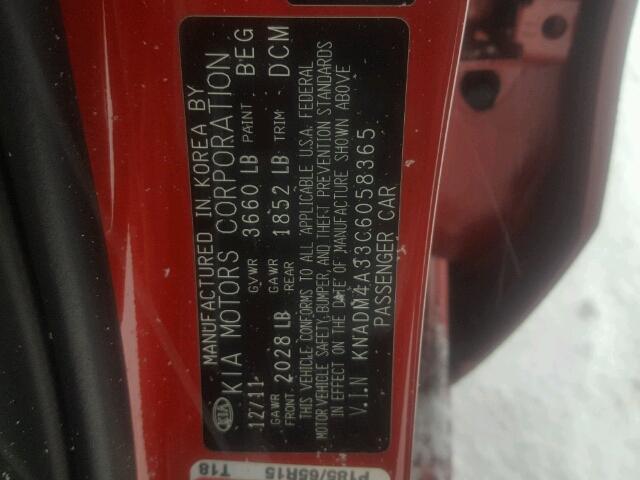 MANUFACTURED IN KOREA BY
KIA KIA MOTORS CORPORATION
12/11 GVWR 3660 LB PAINT BEG
GAWR FRONT 2028 LB GAWR REAR 1852 LB TRIM DCM
THIS VEHICLE CONFORMS TO ALL APPLICABLE U.S.A. FEDERAL
MOTOR VEHICLE SAFETY, BUMPER, AND THEFT PREVENTION STANDARDS
IN EFFECT ON THE DATE OF MANUFACTURE SHOWN ABOVE
V.I.N KNADM4A33C6058365
PASSENGER CAR
T18
P185/65R15